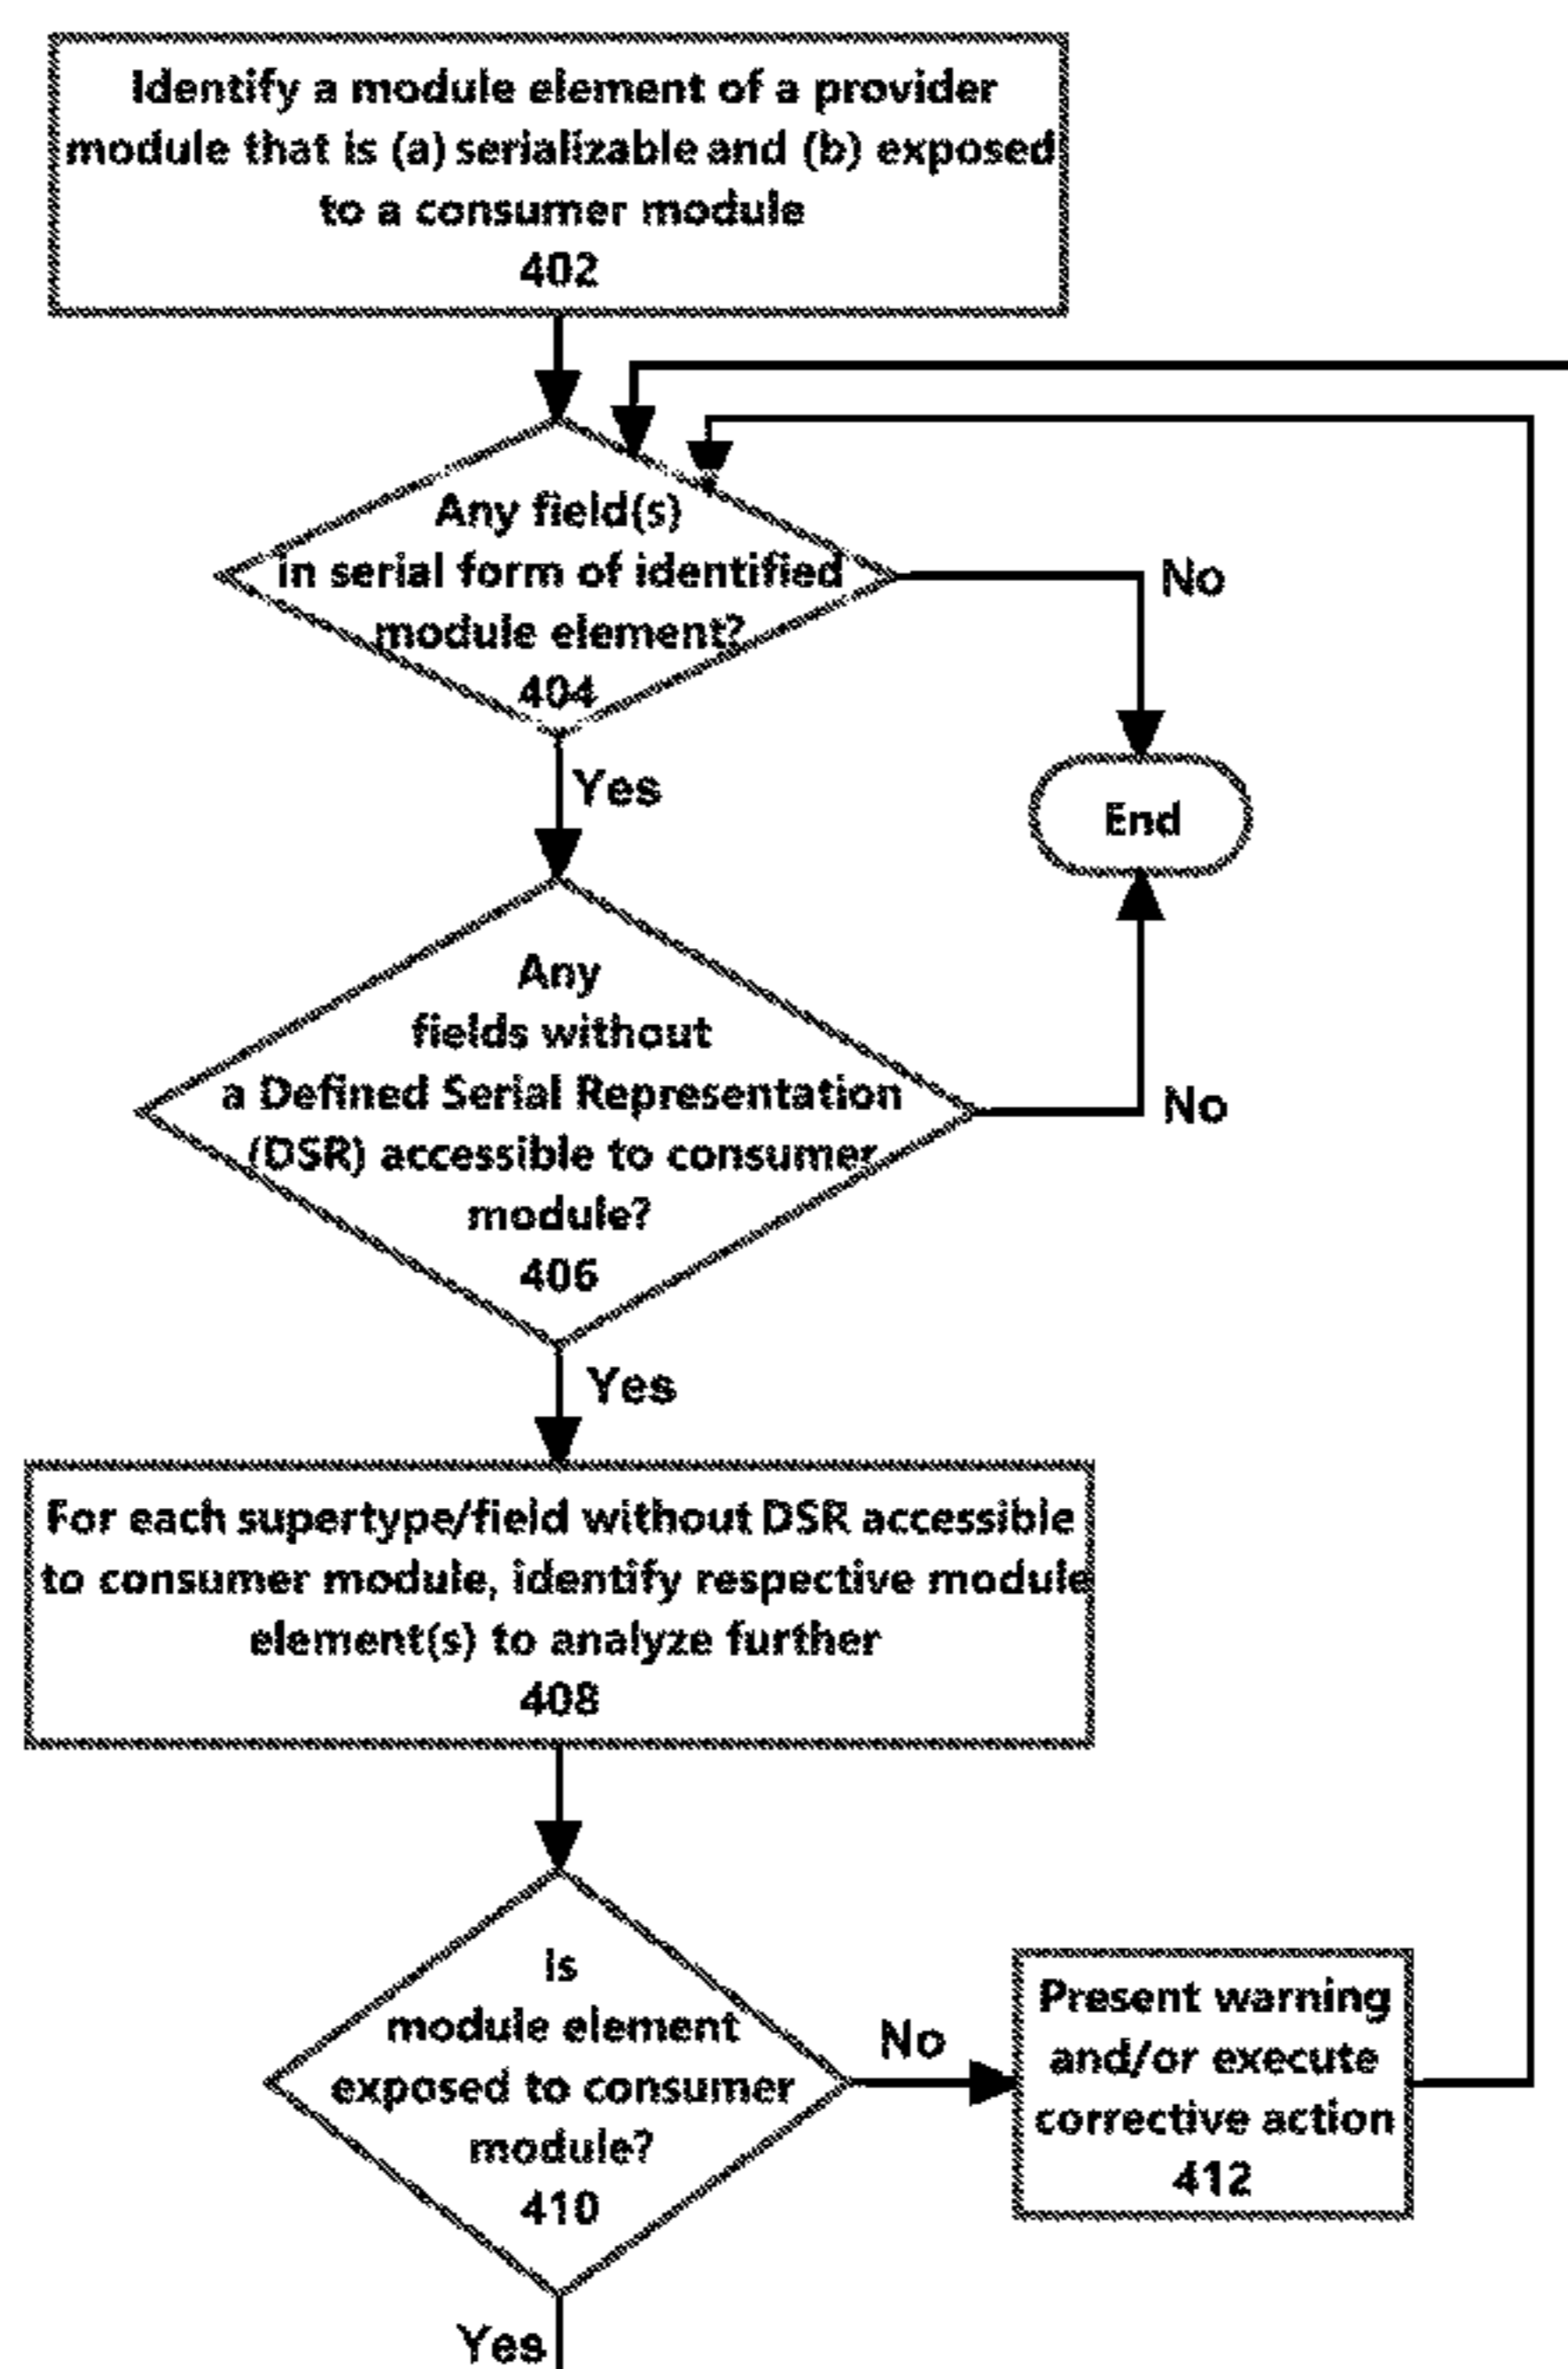 Identify a module element of a provider
module that is (a) serializable and (b) exposed
to a consumer module
402
Any field(s)
in serial form of identified
module element?
404
No
Yes
End
Any
fields without
a Defined Serial Representation
(DSR) accessible to consumer
module?
406
No
Yes
For each supertype/field without DSR accessible
to consumer module, identify respective module
element(s) to analyze further
408
Is
module element
exposed to consumer
module?
410
No
Present warning
and/or execute
corrective action
412
Yes